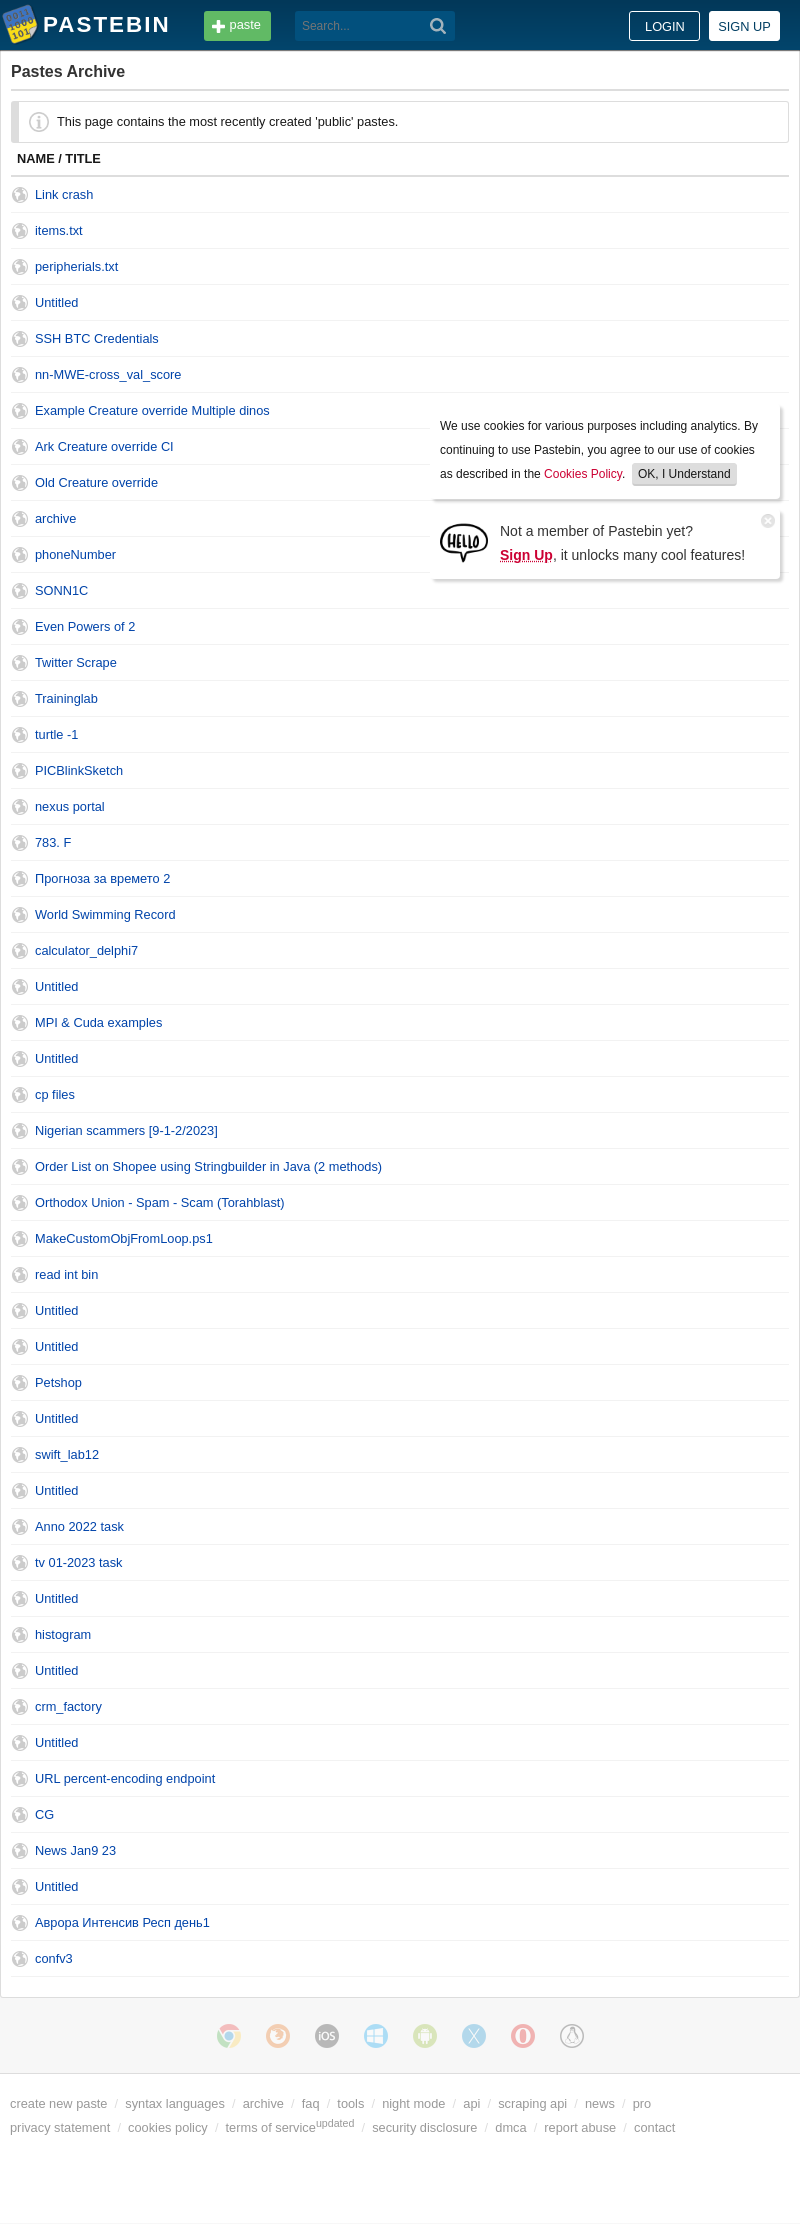 PASTEBIN
paste
Search...
LOGIN
SIGN UP
Pastes Archive
This page contains the most recently created 'public' pastes.
NAME / TITLE
Link crash
items.txt
peripherials.txt
Untitled
SSH BTC Credentials
nn-MWE-cross_val_score
Example Creature override Multiple dinos
Ark Creature override CI
Old Creature override
archive
phoneNumber
SONN1C
We use cookies for various purposes including analytics. By
continuing to use Pastebin, you agree to our use of cookies
as described in the Cookies Policy. OK, I Understand
HELLO
Not a member of Pastebin yet?
Sign Up, it unlocks many cool features!
Even Powers of 2
Twitter Scrape
Traininglab
turtle -1
PICBlinkSketch
nexus portal
783. F
Прогноза за времето 2
World Swimming Record
calculator_delphi7
Untitled
MPI & Cuda examples
Untitled
cp files
Nigerian scammers [9-1-2/2023]
Order List on Shopee using Stringbuilder in Java (2 methods)
Orthodox Union - Spam - Scam (Torahblast)
MakeCustomObjFromLoop.ps1
read int bin
Untitled
Untitled
Petshop
Untitled
swift_lab12
Untitled
Anno 2022 task
tv 01-2023 task
Untitled
histogram
Untitled
crm_factory
Untitled
URL percent-encoding endpoint
CG
News Jan9 23
Untitled
Аврора Интенсив Респ день1
confv3
iOS
create new paste / syntax languages / archive / faq / tools / night mode / api / scraping api / news / pro
privacy statement / cookies policy / terms of serviceupdated / security disclosure / dmca / report abuse / contact